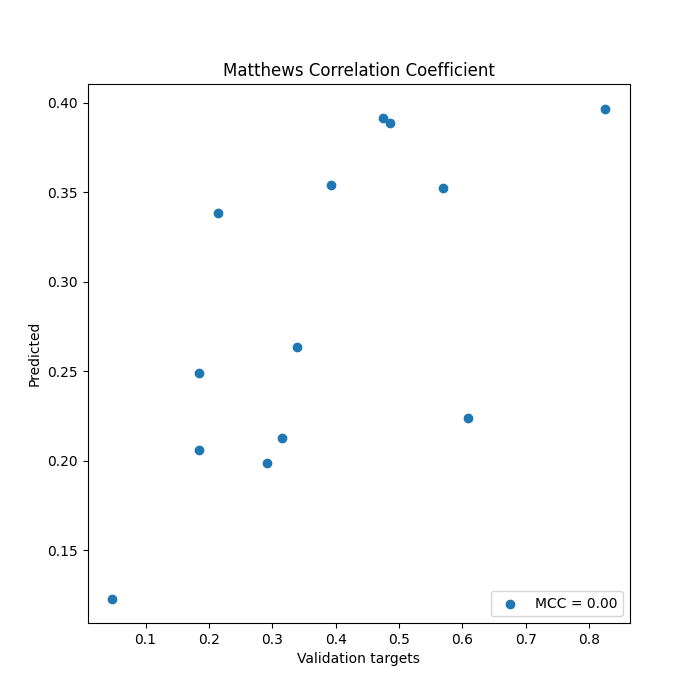 Matthews Correlation Coefficient
0.40
0.35
0.30
0.25
0.20
0.15
Predicted
MCC = 0.00
0.1 0.2 0.3 0.4 0.5 0.6 0.7 0.8
Validation targets